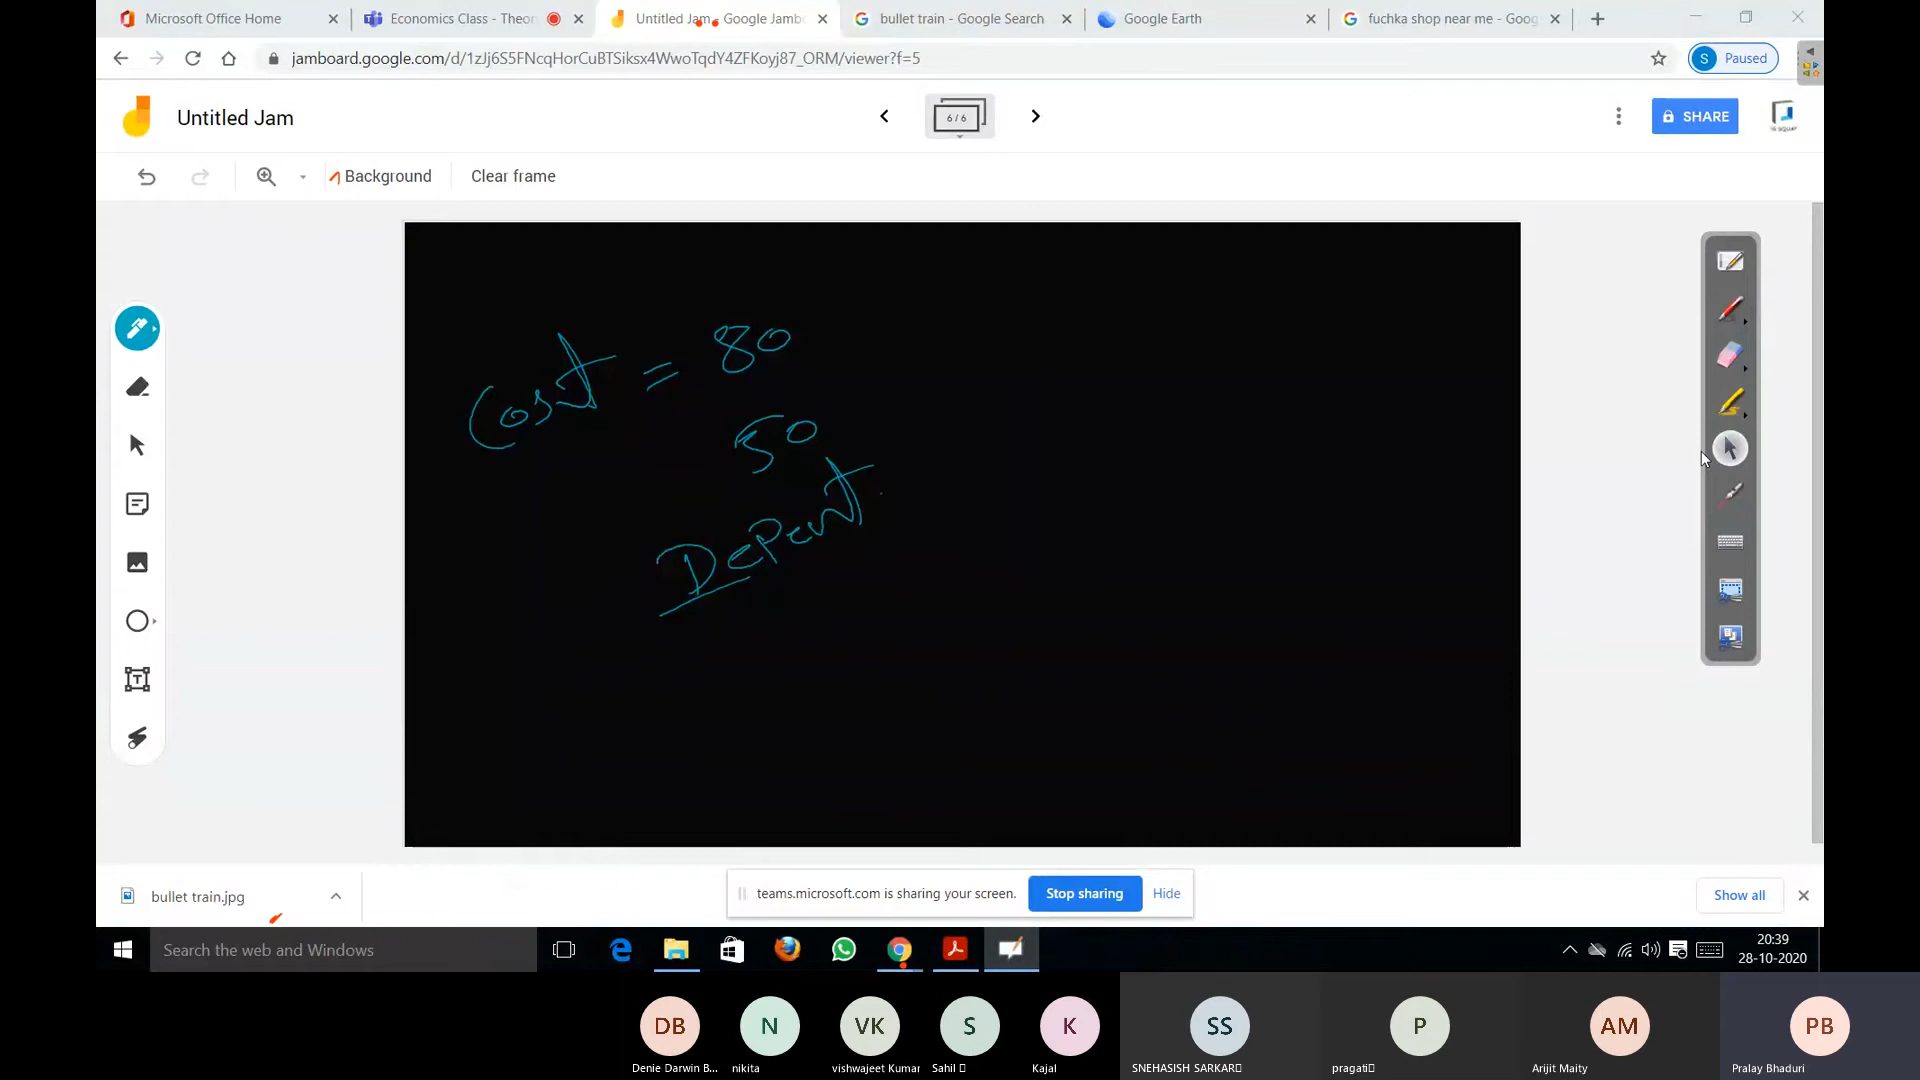 Microsoft Office Home
Economics Class - Theor
Untitled Jam - Google Jambo
bullet train - Google Search
Google Earth
fuchka shop near me - Goog
jamboard.google.com/d/1zJj6S5FNcqHorCuBTSiksx4WwoTqdY4ZFKoyj87_ORM/viewer?f=5
S Paused
Untitled Jam
6 / 6
SHARE
Background
Clear frame
Cost = 80
50
Depent
bullet train.jpg
teams.microsoft.com is sharing your screen.
Stop sharing
Hide
Show all
Search the web and Windows
20:39
28-10-2020
DB
N
VK
S
K
SS
P
AM
PB
Denie Darwin B...
nikita
vishwajeet Kumar
Sahil
Kajal
SNEHASISH SARKAR
pragati
Arijit Maity
Pralay Bhaduri